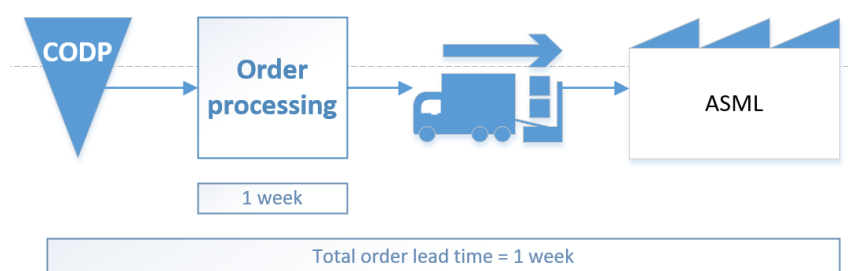 CODP
Order
processing
ASML
1 week
Total order lead time = 1 week